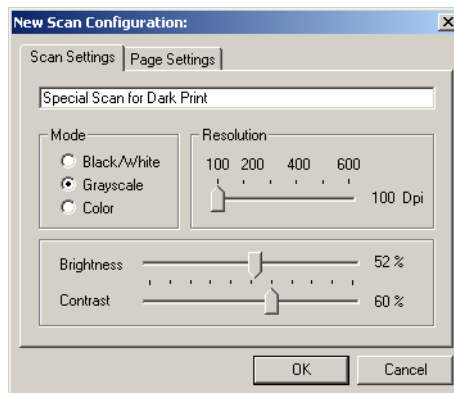 New Scan Configuration:
Scan Settings Page Settings
Special Scan for Dark Print
Mode
Black/White
Grayscale
Color
Resolution
100 200 400 600
100 Dpi
Brightness 52 %
Contrast 60 %
OK Cancel